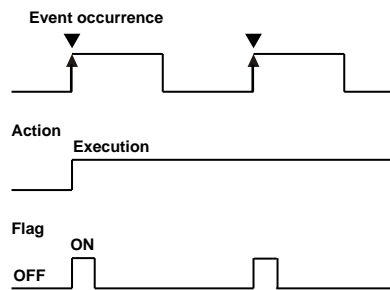 Event occurrence
Action
Execution
Flag
ON
OFF